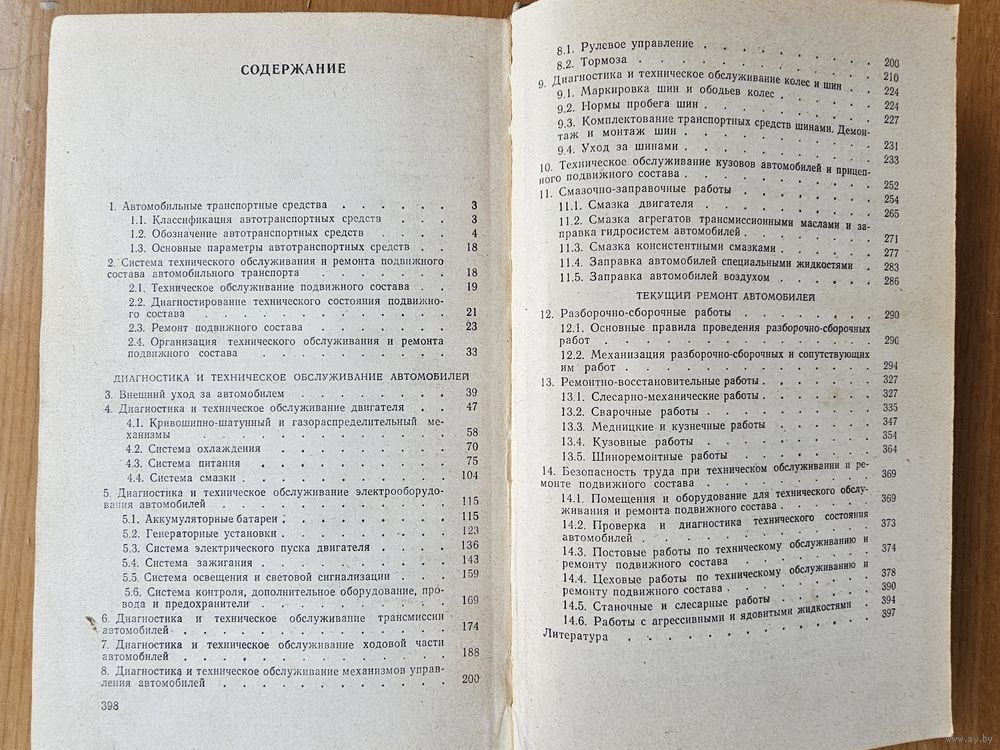 СОДЕРЖАНИЕ
1. Автомобильные транспортные средства . . . . . . 3
1.1. Классификация автотранспортных средств . . . 3
1.2. Обозначение автотранспортных средств . . . . 4
1.3. Основные параметры автотранспортных средств . . 18
2. Система технического обслуживания и ремонта подвижного
состава автомобильного транспорта . . . . . . . 18
2.1. Техническое обслуживание подвижного состава . . 19
2.2. Диагностирование технического состояния подвижно-
го состава . . . . . . . . . . . 21
2.3. Ремонт подвижного состава . . . . . . 23
2.4. Организация технического обслуживания и ремонта
подвижного состава . . . . . . . . 33
ДИАГНОСТИКА И ТЕХНИЧЕСКОЕ ОБСЛУЖИВАНИЕ АВТОМОБИЛЕЙ
3. Внешний уход за автомобилем . . . . . . . 39
4. Диагностика и техническое обслуживание двигателя . . 47
4.1. Кривошипно-шатунный и газораспределительный ме-
ханизмы . . . . . . . . . . 58
4.2. Система охлаждения . . . . . . . 70
4.3. Система питания . . . . . . . 75
4.4. Система смазки . . . . . . . . 104
5. Диагностика и техническое обслуживание электрооборудо-
вания автомобилей . . . . . . . . . 115
5.1. Аккумуляторные батареи . . . . . . . 115
5.2. Генераторные установки . . . . . . . 123
5.3. Система электрического пуска двигателя . . . . 136
5.4. Система зажигания . . . . . . . . 143
5.5. Система освещения и световой сигнализации . . . 159
5.6. Система контроля, дополнительное оборудование, про-
вода и предохранители . . . . . . . . 169
6. Диагностика и техническое обслуживание трансмиссии
автомобилей . . . . . . . . . . . 174
7. Диагностика и техническое обслуживание ходовой части
автомобилей . . . . . . . . . . . 188
8. Диагностика и техническое обслуживание механизмов управ-
ления автомобилей . . . . . . . . . 200
398
8.1. Рулевое управление . . . . . . . 200
8.2. Тормоза . . . . . . . . . 210
9. Диагностика и техническое обслуживание колес и шин . . 224
9.1. Маркировка шин и ободьев колес . . . . . 224
9.2. Нормы пробега шин . . . . . . . 227
9.3. Комплектование транспортных средств шинами. Демон-
таж и монтаж шин . . . . . . . . 231
9.4. Уход за шинами . . . . . . . . 233
10. Техническое обслуживание кузовов автомобилей и прицеп-
ного подвижного состава . . . . . . . . 252
11. Смазочно-заправочные работы . . . . . . 254
11.1. Смазка двигателя . . . . . . . 265
11.2. Смазка агрегатов трансмиссионными маслами и за-
правка гидросистем автомобилей . . . . . . 271
11.3. Смазка консистентными смазками . . . . . 277
11.4. Заправка автомобилей специальными жидкостями . 283
11.5. Заправка автомобилей воздухом . . . . . 286
ТЕКУЩИЙ РЕМОНТ АВТОМОБИЛЕЙ
12. Разборочно-сборочные работы . . . . . . 290
12.1. Основные правила проведения разборочно-сборочных
работ . . . . . . . . . . . 290
12.2. Механизация разборочно-сборочных и сопутствующих
им работ . . . . . . . . . . 294
13. Ремонтно-восстановительные работы . . . . . 327
13.1. Слесарно-механические работы . . . . . 327
13.2. Сварочные работы . . . . . . . 335
13.3. Медницкие и кузнечные работы . . . . . 347
13.4. Кузовные работы . . . . . . . 354
13.5. Шиноремонтные работы . . . . . . 364
14. Безопасность труда при техническом обслуживании и ре-
монте подвижного состава . . . . . . . 369
14.1. Помещения и оборудование для технического обслу-
живания и ремонта подвижного состава . . . . . 369
14.2. Проверка и диагностика технического состояния
автомобилей . . . . . . . . . 373
14.3. Постовые работы по техническому обслуживанию и
ремонту подвижного состава . . . . . . 374
14.4. Цеховые работы по техническому обслуживанию и
ремонту подвижного состава . . . . . . 378
14.5. Станочные и слесарные работы . . . . . 390
14.6. Работы с агрессивными и ядовитыми жидкостями . 394
Литература . . . . . . . . . . 397
www.ay.by